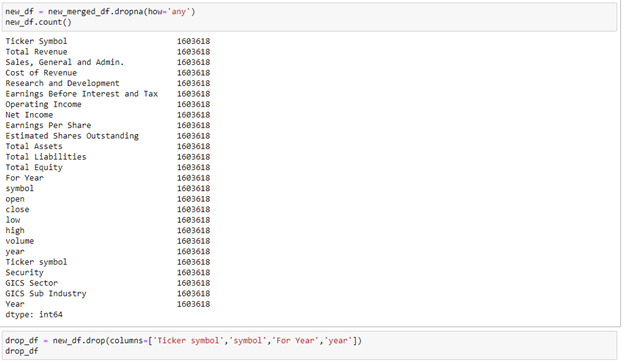 new_df = new_merged_df.dropna(how='any')
new_df.count()
Ticker Symbol 1603618
Total Revenue 1603618
Sales, General and Admin. 1603618
Cost of Revenue 1603618
Research and Development 1603618
Earnings Before Interest and Tax 1603618
Operating Income 1603618
Net Income 1603618
Earnings Per Share 1603618
Estimated Shares Outstanding 1603618
Total Assets 1603618
Total Liabilities 1603618
Total Equity 1603618
For Year 1603618
symbol 1603618
open 1603618
close 1603618
low 1603618
high 1603618
volume 1603618
year 1603618
Ticker symbol 1603618
Security 1603618
GICS Sector 1603618
GICS Sub Industry 1603618
Year 1603618
dtype: int64
drop_df = new_df.drop(columns=['Ticker symbol','symbol','For Year','year'])
drop_df